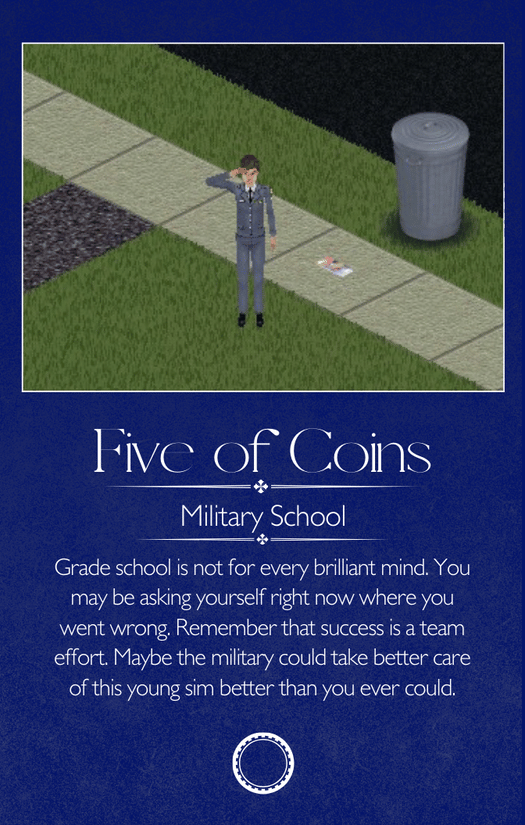 Five of Coins
Military School
Grade school is not for every brilliant mind. You
may be asking yourself right now where you
went wrong. Remember that success is a team
effort. Maybe the military could take better care
of this young sim better than you ever could.